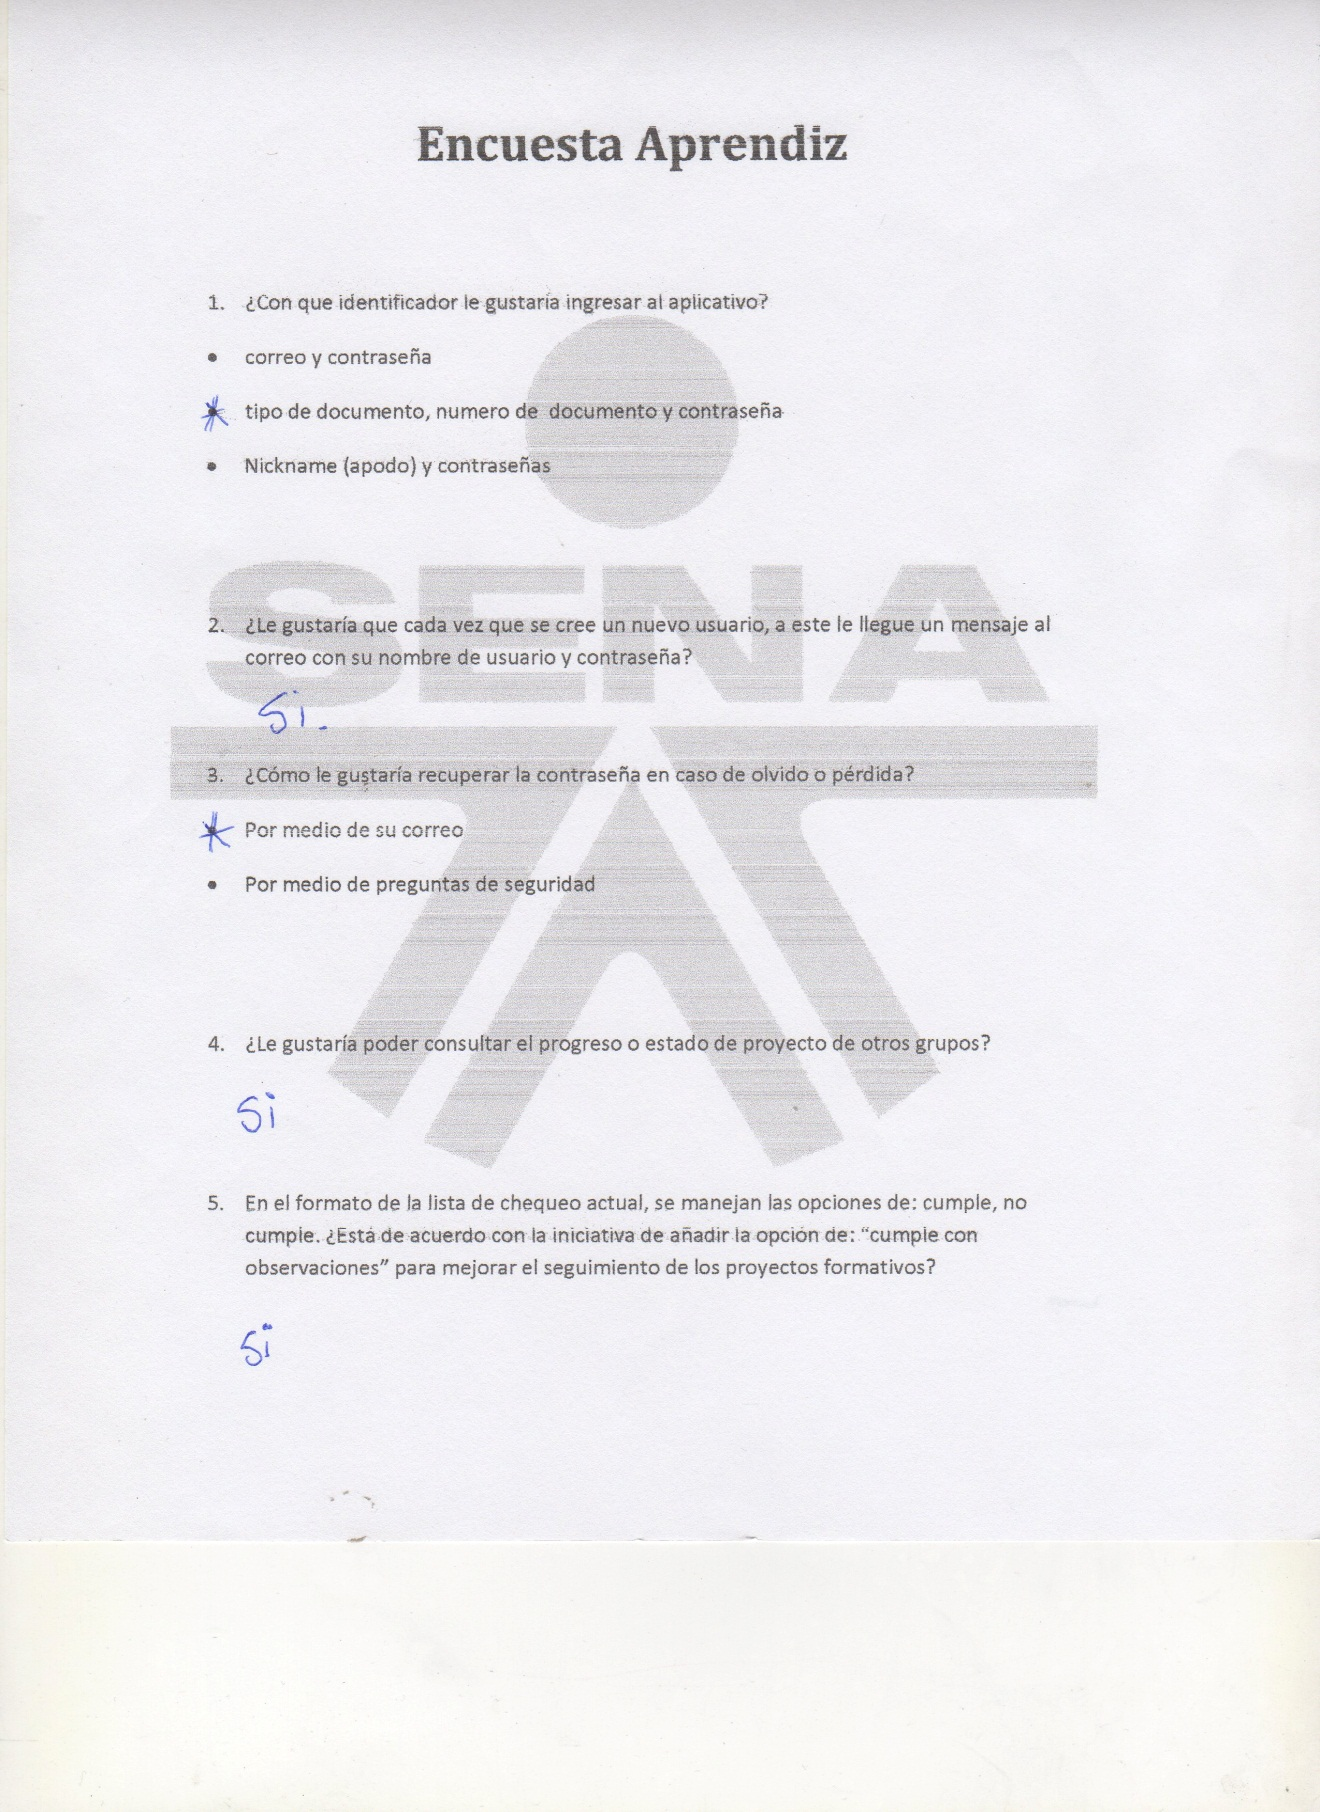 Encuesta Aprendiz
1. ¿Con que identificador le gustaría ingresar al aplicativo?
• correo y contraseña
• tipo de documento, numero de documento y contraseña
• Nickname (apodo) y contraseñas
SENA
2. ¿Le gustaría que cada vez que se cree un nuevo usuario, a este le llegue un mensaje al
correo con su nombre de usuario y contraseña?
Si.
3. ¿Cómo le gustaría recuperar la contraseña en caso de olvido o pérdida?
• Por medio de su correo
• Por medio de preguntas de seguridad
4. ¿Le gustaría poder consultar el progreso o estado de proyecto de otros grupos?
Si
5. En el formato de la lista de chequeo actual, se manejan las opciones de: cumple, no
cumple. ¿Está de acuerdo con la iniciativa de añadir la opción de: “cumple con
observaciones” para mejorar el seguimiento de los proyectos formativos?
Si